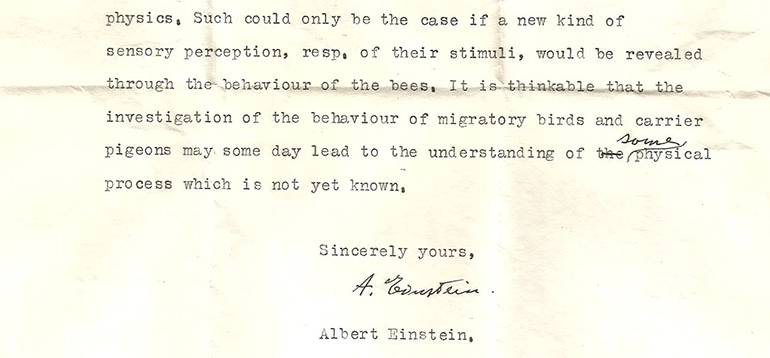 physics. Such could only be the case if a new kind of
sensory perception, resp. of their stimuli, would be revealed
through the behaviour of the bees. It is thinkable that the
investigation of the behaviour of migratory birds and carrier
pigeons may some day lead to the understanding of the some physical
process which is not yet known.
Sincerely yours,
A. Einstein.
Albert Einstein.